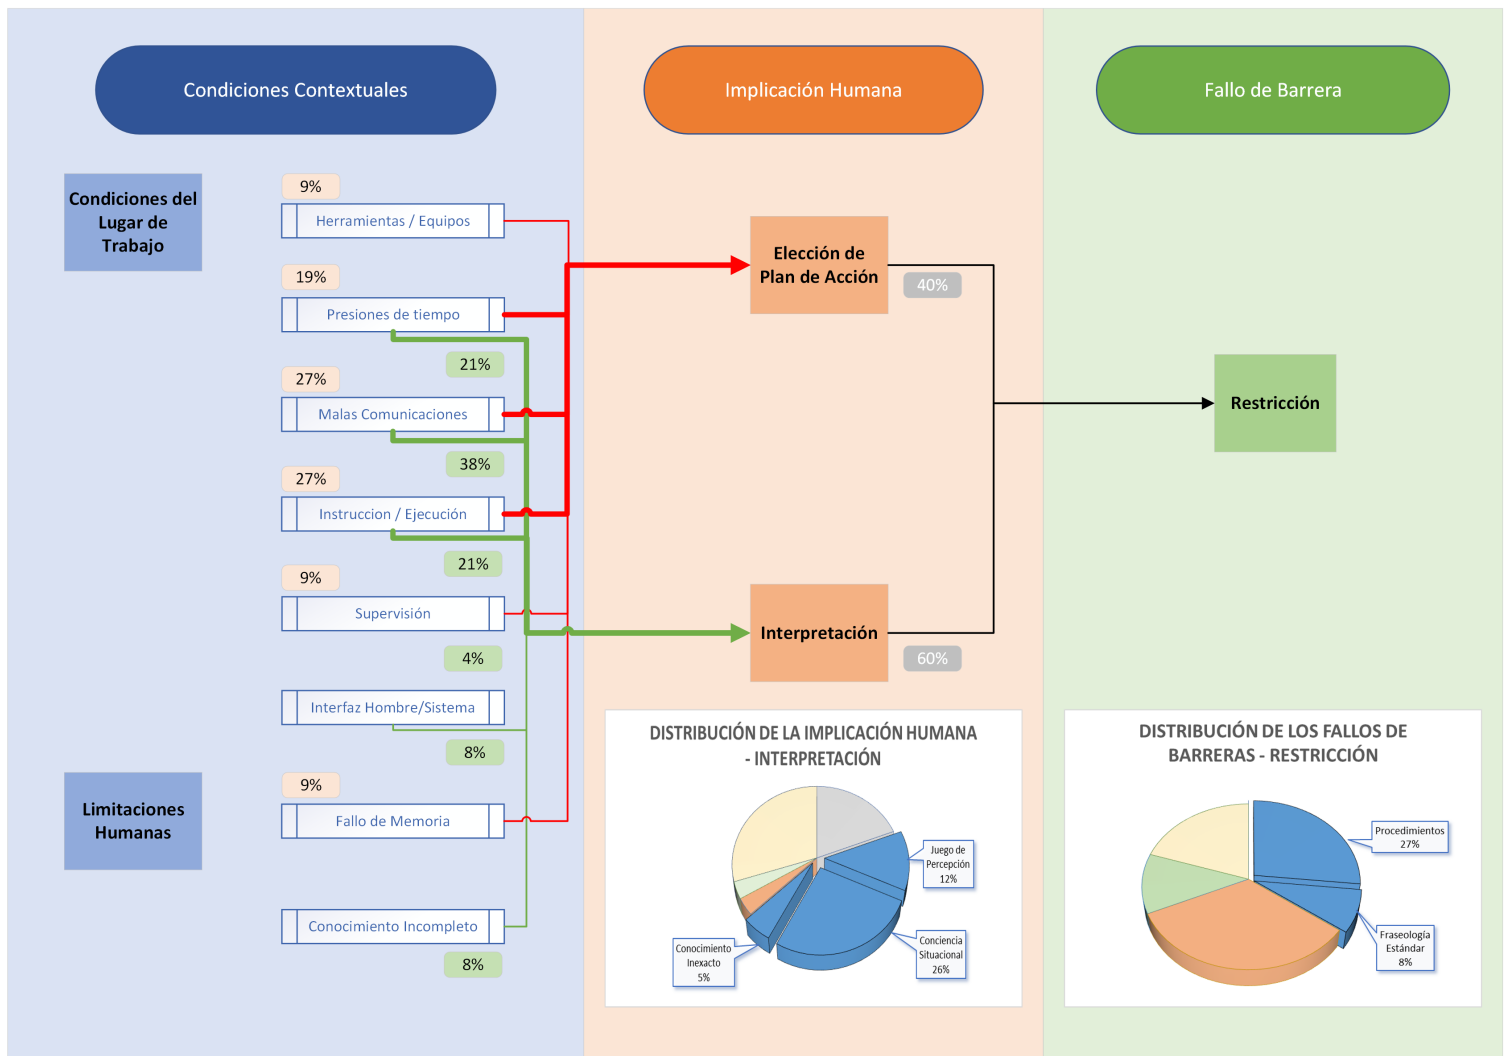 Condiciones Contextuales
Implicación Humana
Fallo de Barrera
Condiciones del
Lugar de
Trabajo
9%
Herramientas / Equipos
19%
Presiones de tiempo
21%
27%
Malas Comunicaciones
38%
27%
Instruccion / Ejecución
21%
9%
Supervisión
4%
Interfaz Hombre/Sistema
8%
Limitaciones
Humanas
9%
Fallo de Memoria
Conocimiento Incompleto
8%
Elección de
Plan de Acción
40%
Interpretación
60%
Restricción
DISTRIBUCIÓN DE LA IMPLICACIÓN HUMANA
- INTERPRETACIÓN
Juego de
Percepción
12%
Conciencia
Situacional
26%
Conocimiento
Inexacto
5%
DISTRIBUCIÓN DE LOS FALLOS DE
BARRERAS - RESTRICCIÓN
Procedimientos
27%
Fraseología
Estándar
8%